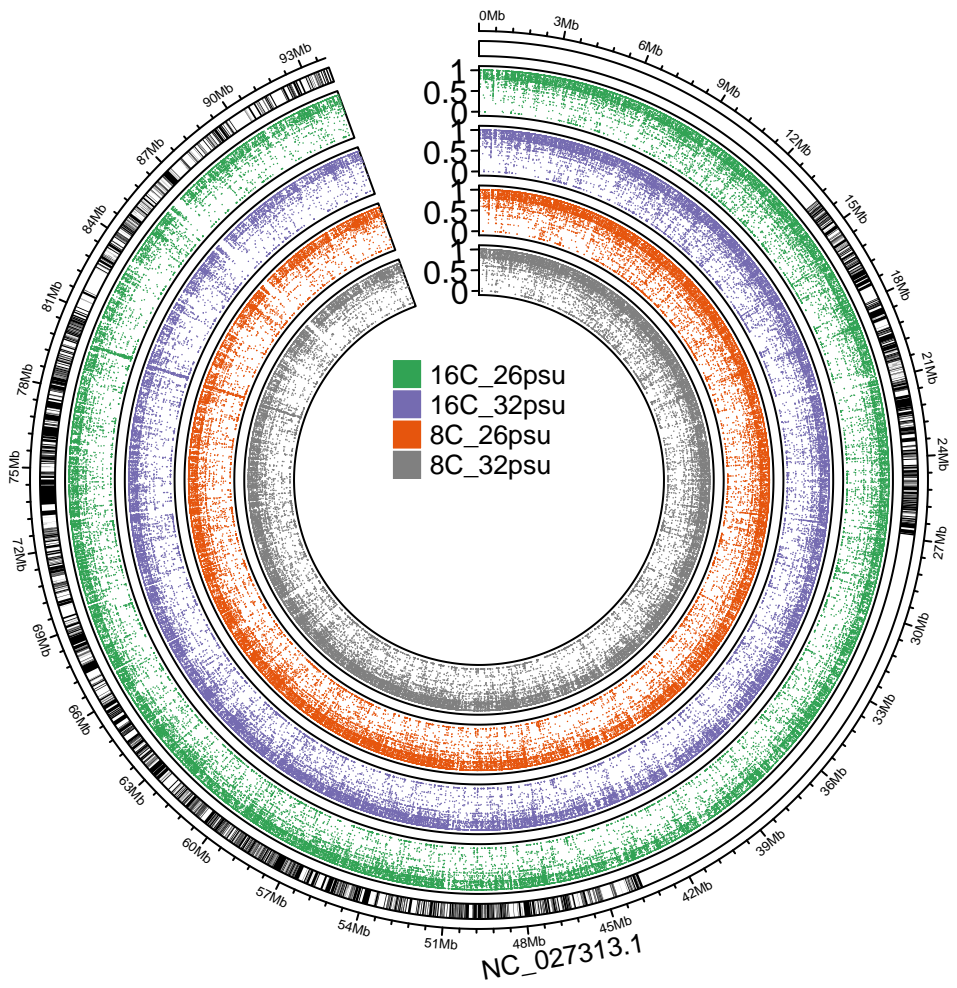 0Mb
3Mb
6Mb
9Mb
12Mb
15Mb
18Mb
21Mb
24Mb
27Mb
30Mb
33Mb
36Mb
39Mb
42Mb
45Mb
48Mb
51Mb
54Mb
57Mb
60Mb
63Mb
66Mb
69Mb
72Mb
75Mb
78Mb
81Mb
84Mb
87Mb
90Mb
93Mb
1
0.5
0
1
0.5
0
1
0.5
0
1
0.5
0
16C_26psu
16C_32psu
8C_26psu
8C_32psu
NC_027313.1